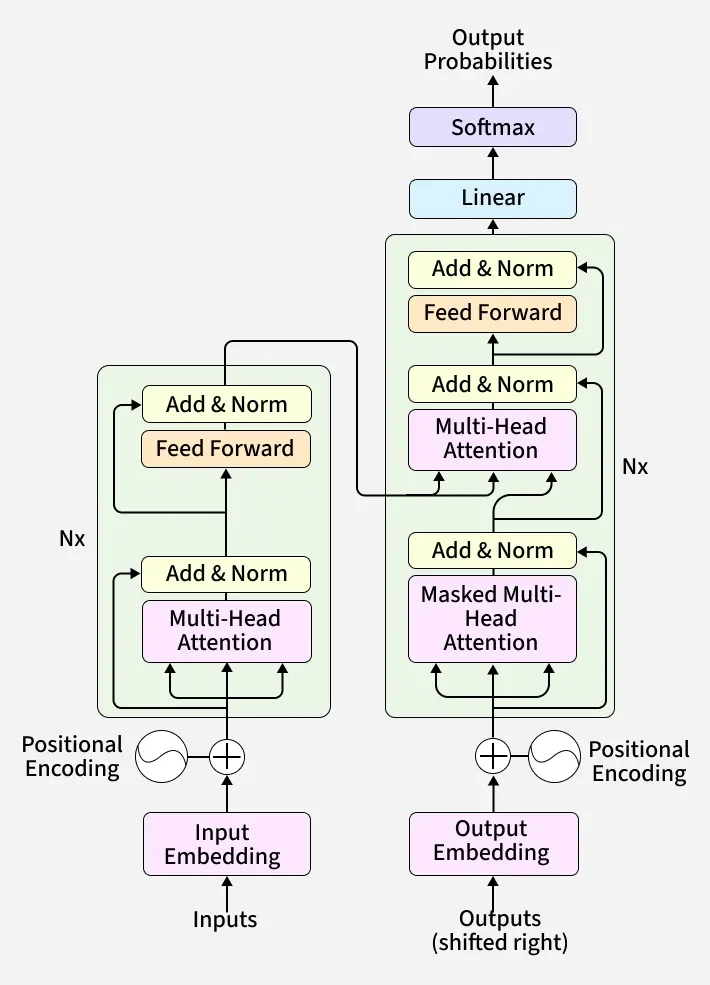 Output
Probabilities
Softmax
Linear
Add & Norm
Feed Forward
Add & Norm
Multi-Head
Attention
Nx
Add & Norm
Masked Multi-
Head
Attention
Positional
Encoding
Output
Embedding
Outputs
(shifted right)
Add & Norm
Feed Forward
Nx
Add & Norm
Multi-Head
Attention
Positional
Encoding
Input
Embedding
Inputs